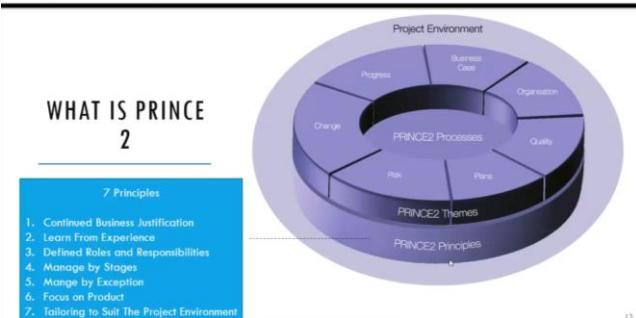 WHAT IS PRINCE
2
7 Principles
1. Continued Business Justification
2. Learn From Experience
3. Defined Roles and Responsibilities
4. Manage by Stages
5. Mange by Exception
6. Focus on Product
7. Tailoring to Suit The Project Environment
Project Environment
Business
Case
Progress
Organisation
Change
PRINCE2 Processes
Quality
Risk
Plans
PRINCE2 Themes
PRINCE2 Principles